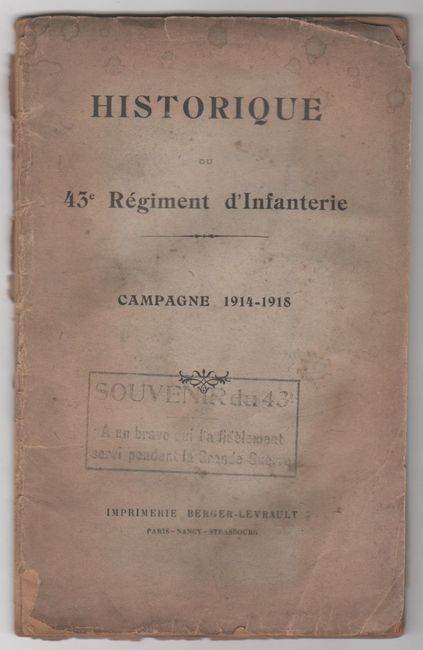 HISTORIQUE
DU
43e Régiment d'Infanterie
CAMPAGNE 1914-1918
SOUVENIR du 43e
A un brave qui l'a fidèlement
servi pendant la Grande Guerre
IMPRIMERIE BERGER-LEVRAULT
PARIS - NANCY - STRASBOURG